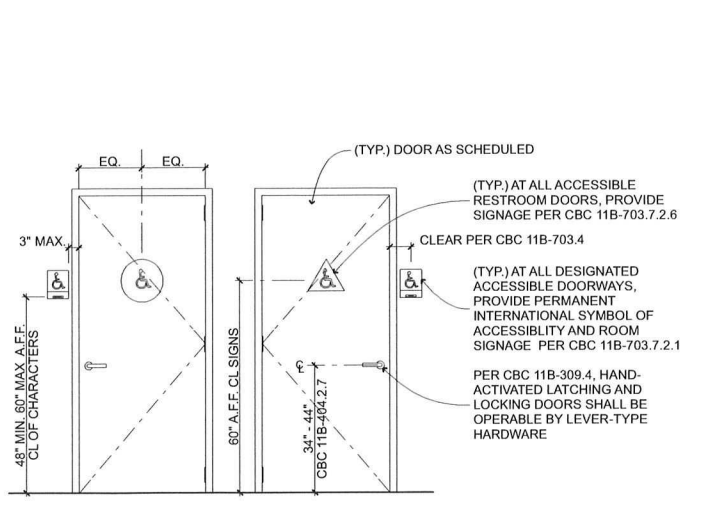 EQ.
EQ.
(TYP.) DOOR AS SCHEDULED
(TYP.) AT ALL ACCESSIBLE
RESTROOM DOORS, PROVIDE
SIGNAGE PER CBC 11B-703.7.2.6
3" MAX.
CLEAR PER CBC 11B-703.4
(TYP.) AT ALL DESIGNATED
ACCESSIBLE DOORWAYS,
PROVIDE PERMANENT
INTERNATIONAL SYMBOL OF
ACCESSIBLITY AND ROOM
SIGNAGE PER CBC 11B-703.7.2.1
PER CBC 11B-309.4, HAND-
ACTIVATED LATCHING AND
LOCKING DOORS SHALL BE
OPERABLE BY LEVER-TYPE
HARDWARE
48" MIN. 60" MAX A.F.F.
CL OF CHARACTERS
60" A.F.F. CL SIGNS
℄
34" - 44"
CBC 11B-404.2.7